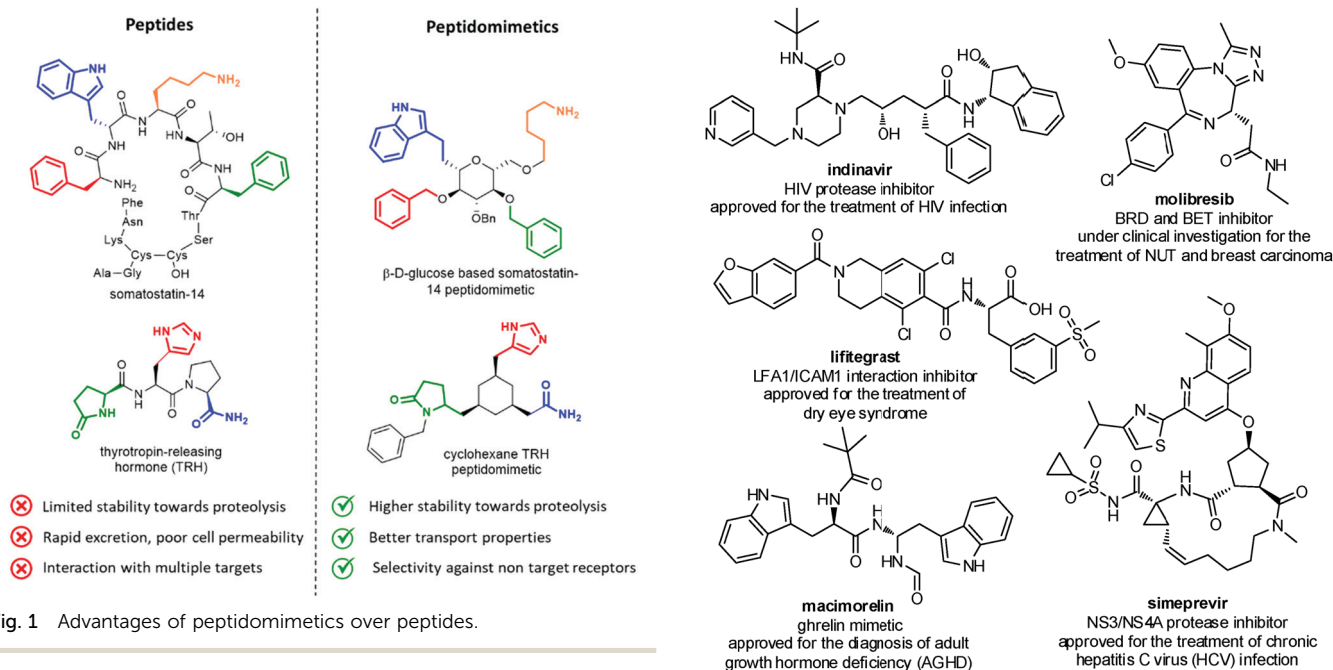 Peptides
Peptidomimetics
NH
NH₂
O
H
N
O
N
H
O
HN
OH
O
NH
O
NH₂
Phe
Asn
Lys
Cys
Cys
Ser
Thr
Ala
Gly
OH
somatostatin-14
HN
NH₂
O
O
O
O
OBn
O
β-D-glucose based somatostatin-
14 peptidomimetic
HN
N
O
N
H
N
O
NH
O
O
NH₂
thyrotropin-releasing
hormone (TRH)
HN
N
O
N
O
NH₂
cyclohexane TRH
peptidomimetic
Limited stability towards proteolysis
Rapid excretion, poor cell permeability
Interaction with multiple targets
Higher stability towards proteolysis
Better transport properties
Selectivity against non target receptors
ig. 1 Advantages of peptidomimetics over peptides.
HN
O
N
N
N
OH
O
N
H
HO
indinavir
HIV protease inhibitor
approved for the treatment of HIV infection
O
N
N
N
N
Cl
O
N
H
molibresib
BRD and BET inhibitor
under clinical investigation for the
treatment of NUT and breast carcinoma
O
O
N
Cl
Cl
O
H
N
O
OH
O
S
O
lifitegrast
LFA1/ICAM1 interaction inhibitor
approved for the treatment of
dry eye syndrome
HN
HN
O
O
H
N
HN
O
NH
macimorelin
ghrelin mimetic
approved for the diagnosis of adult
growth hormone deficiency (AGHD)
O
N
N
S
O
O
S
O
N
H
O
H
N
O
O
N
simeprevir
NS3/NS4A protease inhibitor
approved for the treatment of chronic
hepatitis C virus (HCV) infection